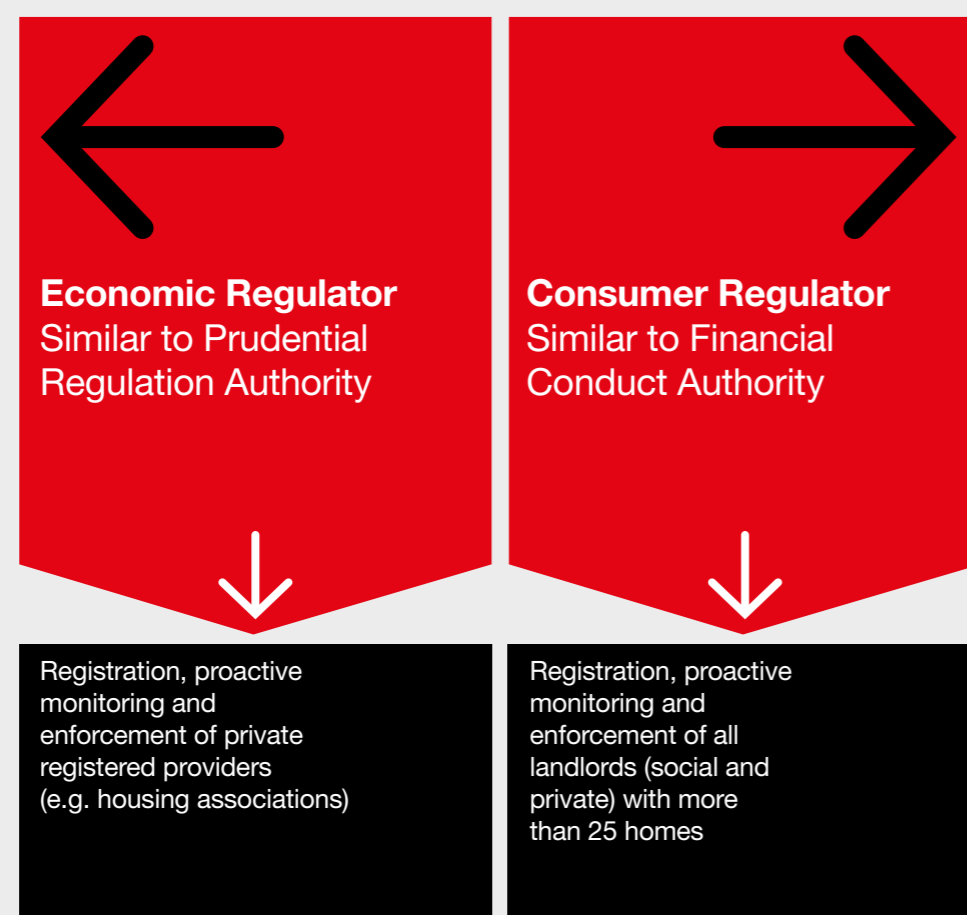 Economic Regulator
Similar to Prudential
Regulation Authority
Registration, proactive
monitoring and
enforcement of private
registered providers
(e.g. housing associations)
Consumer Regulator
Similar to Financial
Conduct Authority
Registration, proactive
monitoring and
enforcement of all
landlords (social and
private) with more
than 25 homes